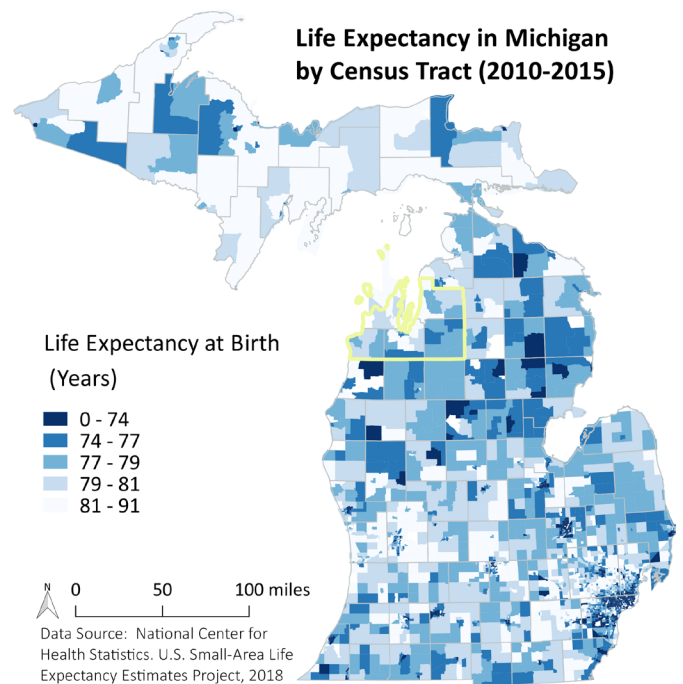 Life Expectancy in Michigan
by Census Tract (2010-2015)
Life Expectancy at Birth
(Years)
0 - 74
74 - 77
77 - 79
79 - 81
81 - 91
N
0 50 100 miles
Data Source: National Center for
Health Statistics. U.S. Small-Area Life
Expectancy Estimates Project, 2018